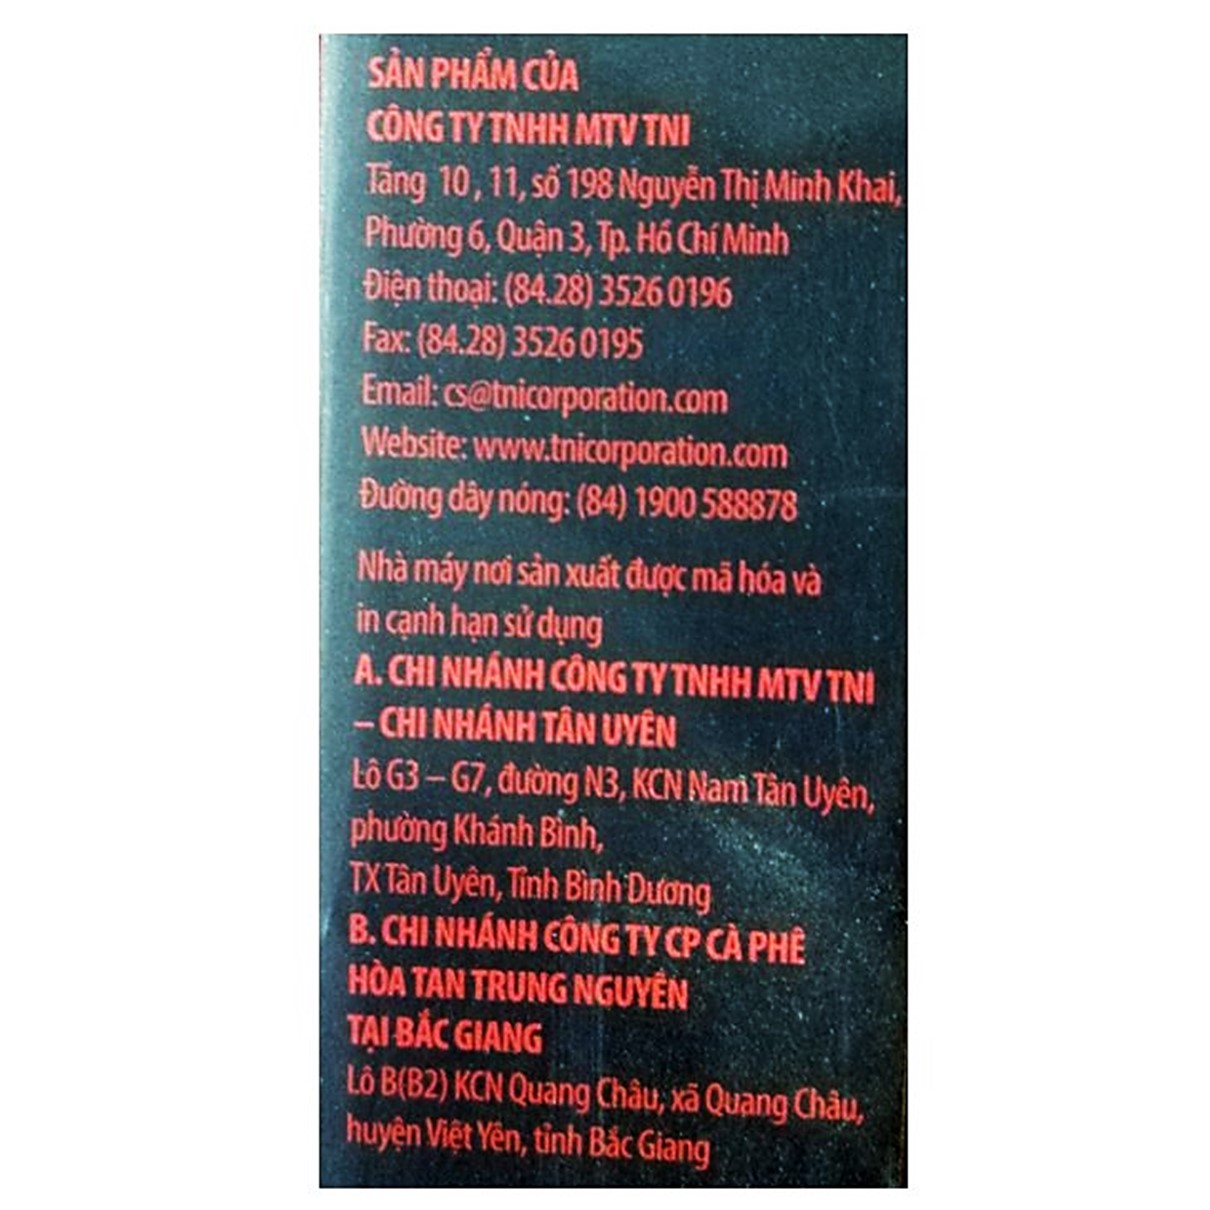 SẢN PHẨM CỦA
CÔNG TY TNHH MTV TNI
Tầng 10 , 11, số 198 Nguyễn Thị Minh Khai,
Phường 6, Quận 3, Tp. Hồ Chí Minh
Điện thoại: (84.28) 3526 0196
Fax: (84.28) 3526 0195
Email: cs@tnicorporation.com
Website: www.tnicorporation.com
Đường dây nóng: (84) 1900 588878
Nhà máy nơi sản xuất được mã hóa và
in cạnh hạn sử dụng
A. CHI NHÁNH CÔNG TY TNHH MTV TNI
– CHI NHÁNH TÂN UYÊN
Lô G3 – G7, đường N3, KCN Nam Tân Uyên,
phường Khánh Bình,
TX Tân Uyên, Tỉnh Bình Dương
B. CHI NHÁNH CÔNG TY CP CÀ PHÊ
HÒA TAN TRUNG NGUYÊN
TẠI BẮC GIANG
Lô B(B2) KCN Quang Châu, xã Quang Châu,
huyện Việt Yên, tỉnh Bắc Giang